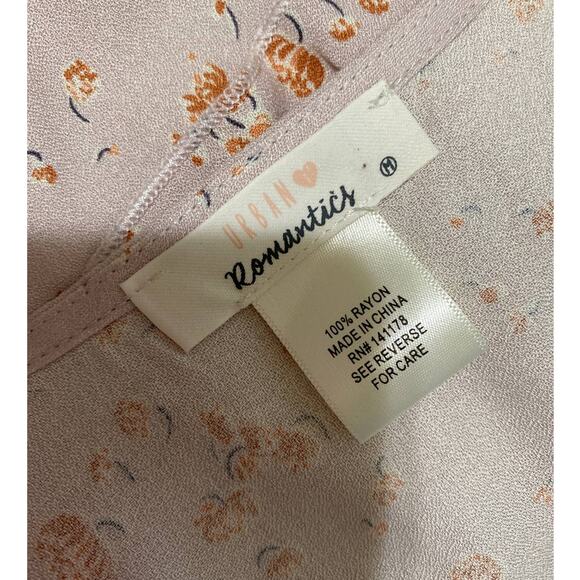 URBAN
Romantics
M
100% RAYON
MADE IN CHINA
RN# 141178
SEE REVERSE
FOR CARE